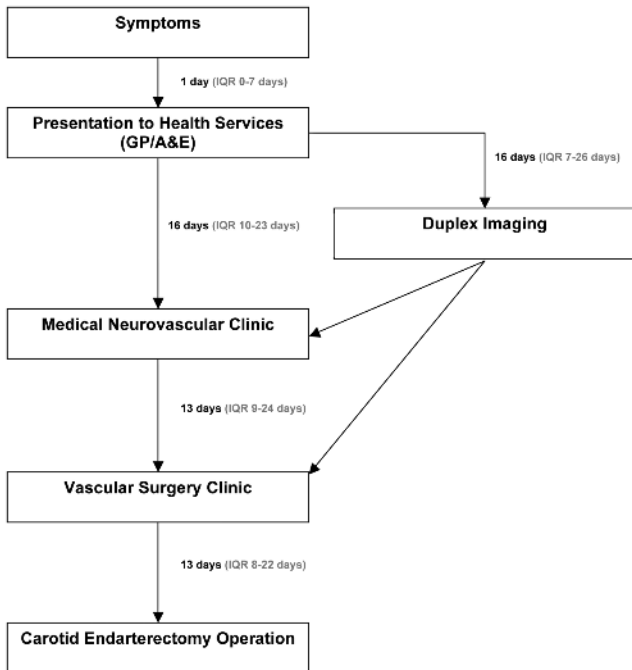 Symptoms
1 day (IQR 0-7 days)
Presentation to Health Services
(GP/A&E)
16 days (IQR 7-26 days)
16 days (IQR 10-23 days)
Duplex Imaging
Medical Neurovascular Clinic
13 days (IQR 9-24 days)
Vascular Surgery Clinic
13 days (IQR 8-22 days)
Carotid Endarterectomy Operation